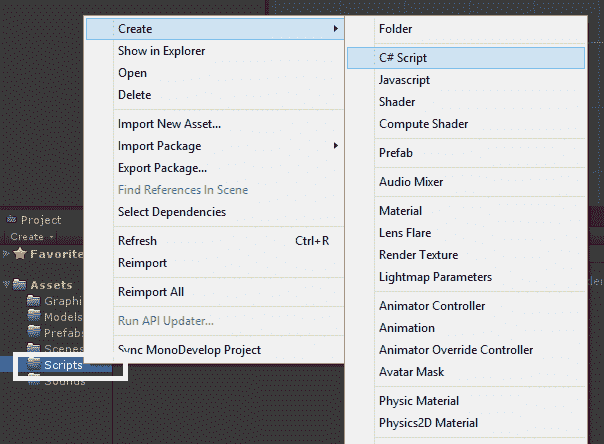 Create
Show in Explorer
Open
Delete
Import New Asset...
Import Package
Export Package...
Find References In Scene
Select Dependencies
Refresh Ctrl+R
Reimport
Reimport All
Run API Updater...
Sync MonoDevelop Project
Folder
C# Script
Javascript
Shader
Compute Shader
Prefab
Audio Mixer
Material
Lens Flare
Render Texture
Lightmap Parameters
Animator Controller
Animation
Animator Override Controller
Avatar Mask
Physic Material
Physics2D Material
Project
Create
Favorite
Assets
Graphi
Models
Prefab
Scenes
Scripts
Sounds